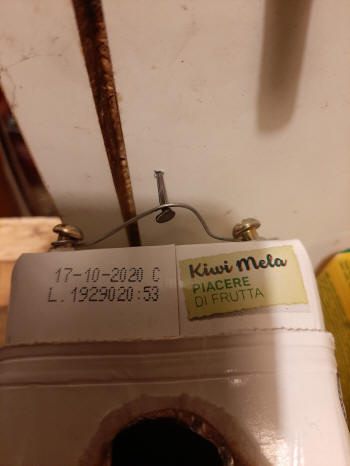 17-10-2020 C
L.1929020:53
Kiwi Mela
PIACERE
DI FRUTTA